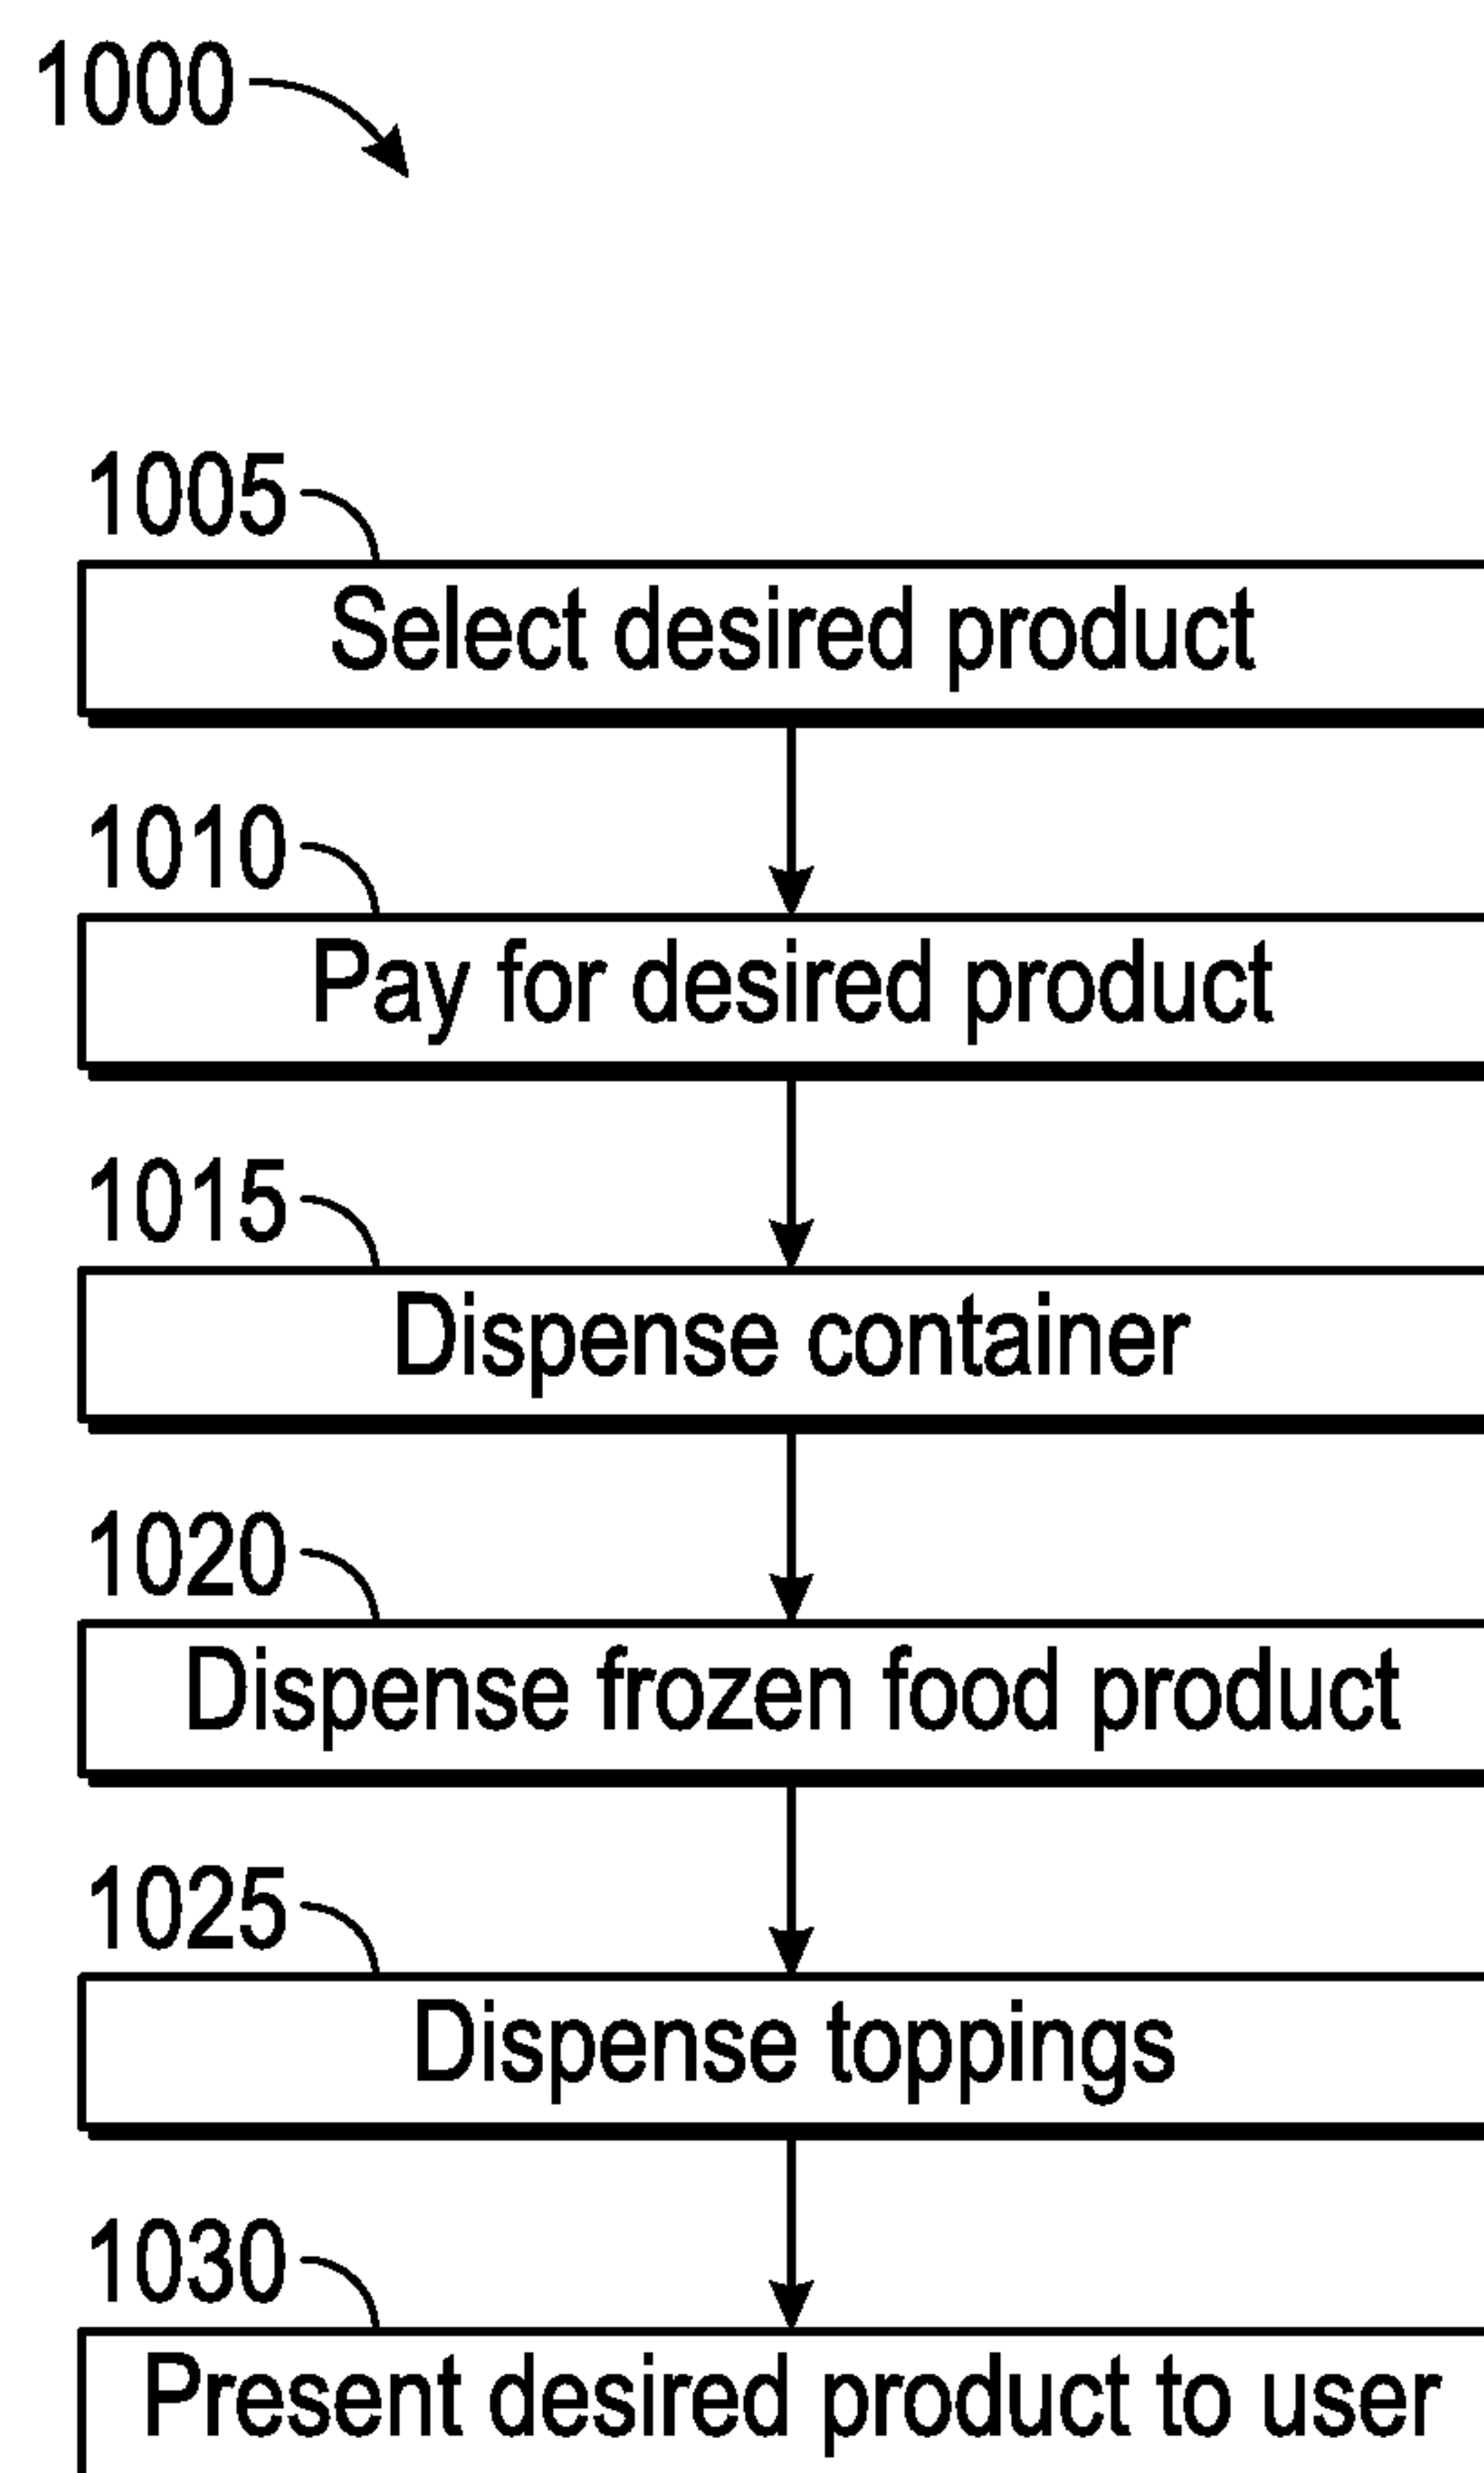 1000
1005
Select desired product
1010
Pay for desired product
1015
Dispense container
1020
Dispense frozen food product
1025
Dispense toppings
1030
Present desired product to user